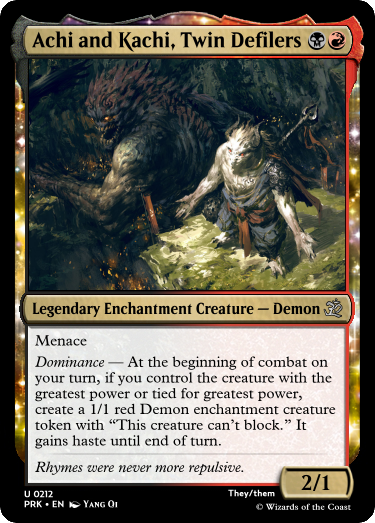 Achi and Kachi, Twin Defilers
Legendary Enchantment Creature — Demon
Menace
Dominance — At the beginning of combat on
your turn, if you control the creature with the
greatest power or tied for greatest power,
create a 1/1 red Demon enchantment creature
token with “This creature can’t block.” It
gains haste until end of turn.
Rhymes were never more repulsive.
2/1
U 0212
They/them
PRK • EN Yang Qi
© Wizards of the Coast